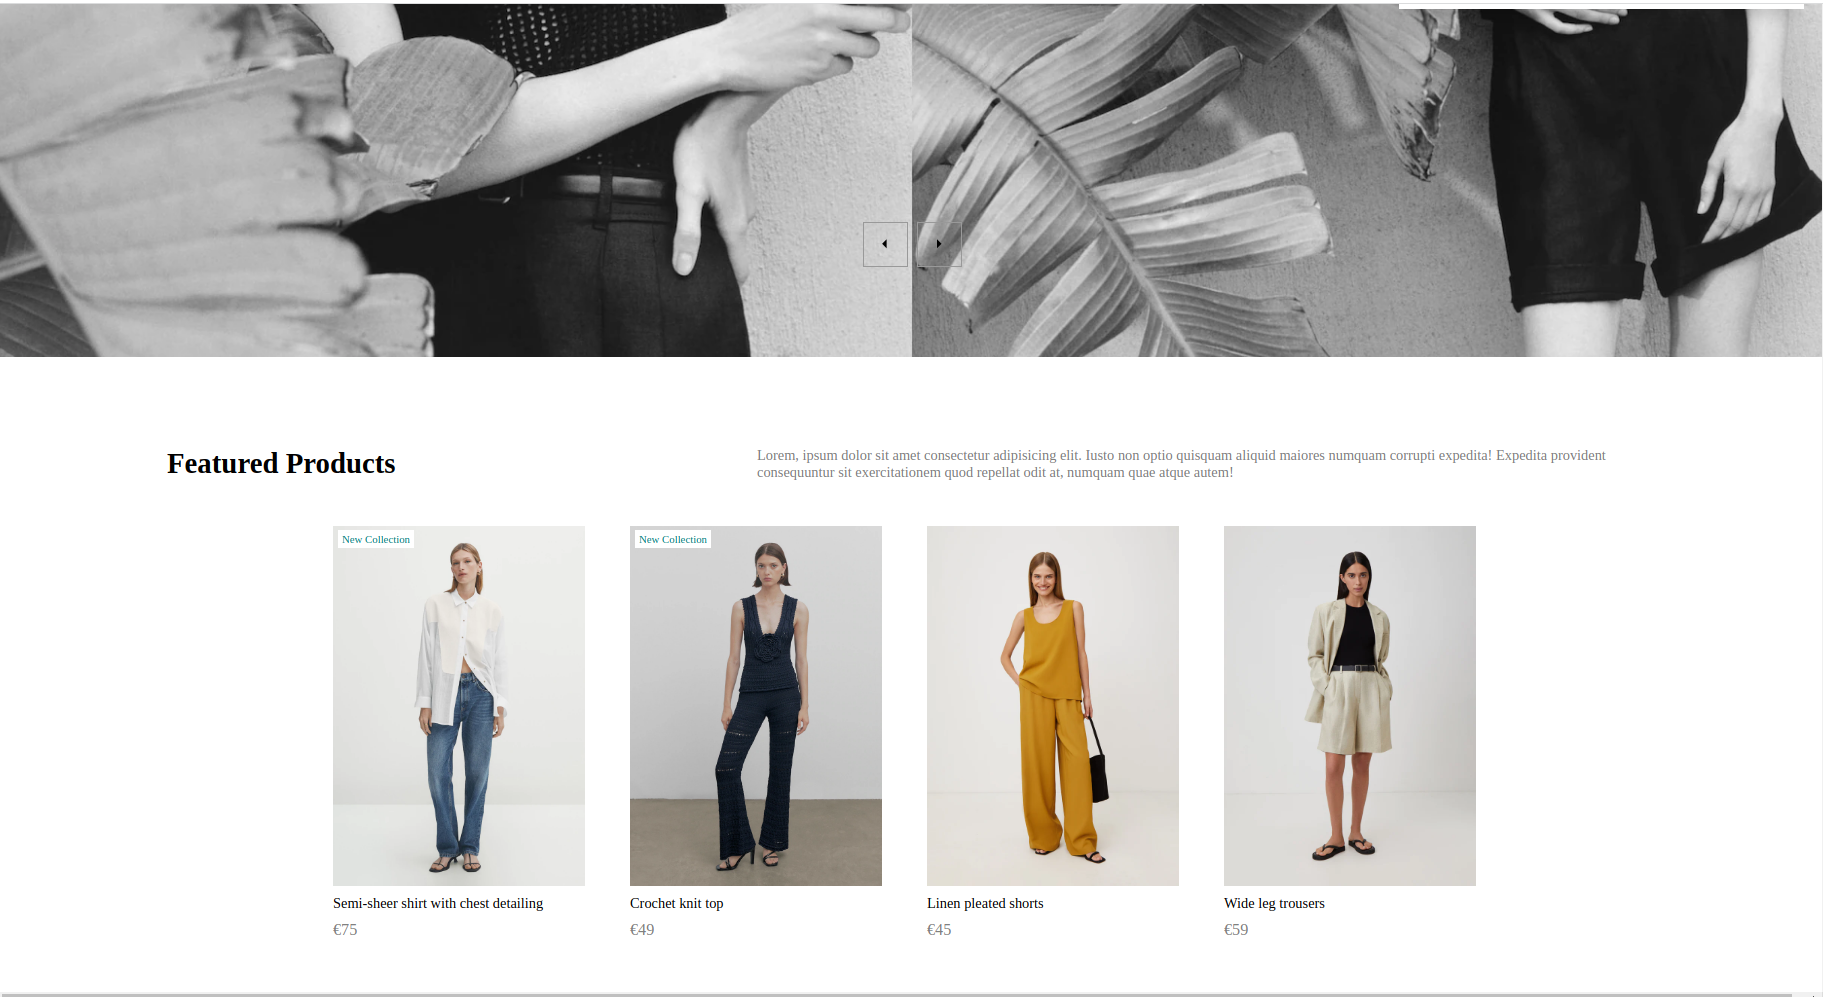 Featured Products
Lorem, ipsum dolor sit amet consectetur adipisicing elit. Iusto non optio quisquam aliquid maiores numquam corrupti expedita! Expedita provident
consequuntur sit exercitationem quod repellat odit at, numquam quae atque autem!
New Collection
New Collection
Semi-sheer shirt with chest detailing
€75
Crochet knit top
€49
Linen pleated shorts
€45
Wide leg trousers
€59